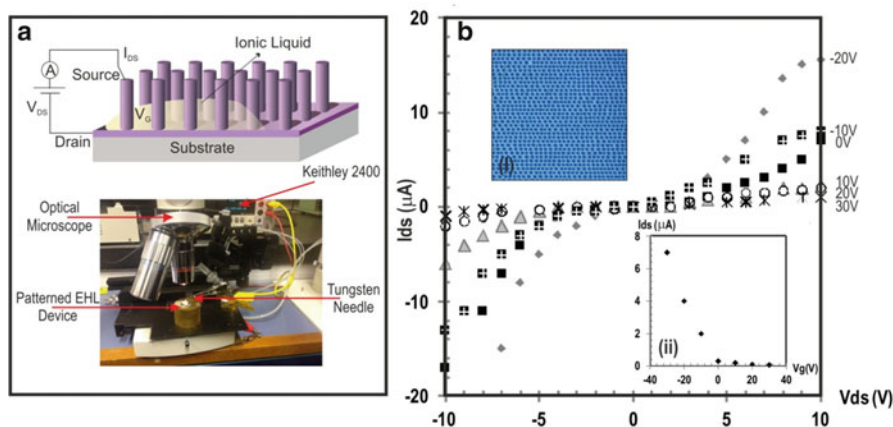 a
Ionic Liquid
IDS
Source
A
VDS
VG
Drain
Substrate
Keithley 2400
Optical
Microscope
Patterned EHL
Device
Tungsten
Needle
b
20
-20V
(i)
10
-10V
0V
10V
20V
30V
0
Ids (µA)
-10
-20
-10
-5
0
5
10
Vds (V)
Ids (µA)
8
6
4
2
0
(ii)
Vg(V)
-40
-20
0
20
40